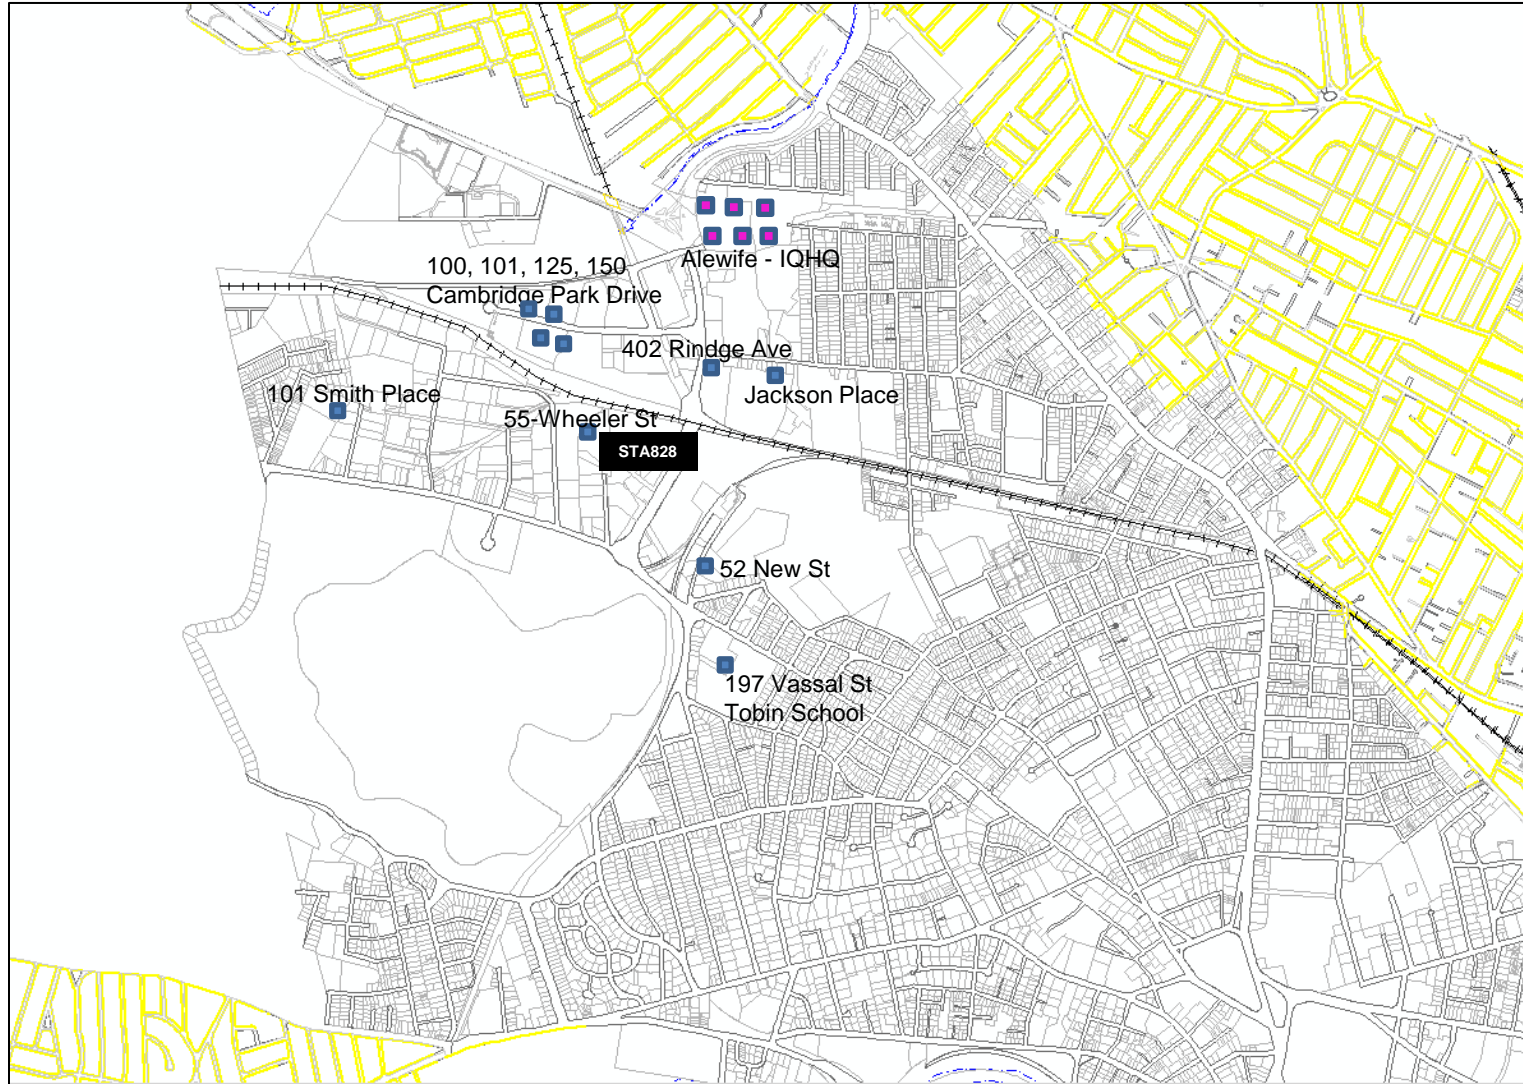 Alewife - IQHQ
100, 101, 125, 150
Cambridge Park Drive
402 Rindge Ave
Jackson Place
101 Smith Place
55-Wheeler St
STA828
52 New St
197 Vassal St
Tobin School